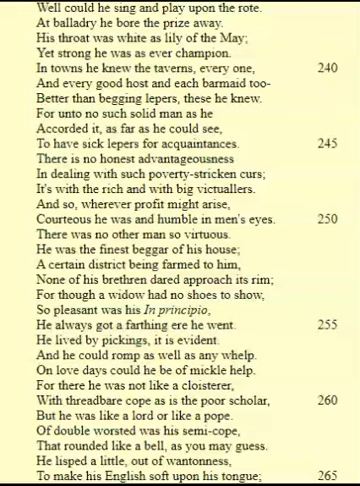 Well could he sing and play upon the rote.
At balladry he bore the prize away.
His throat was white as lily of the May;
Yet strong he was as ever champion.
In towns he knew the taverns, every one, 240
And every good host and each barmaid too-
Better than begging lepers, these he knew.
For unto no such solid man as he
Accorded it, as far as he could see,
To have sick lepers for acquaintances. 245
There is no honest advantageousness
In dealing with such poverty-stricken curs;
It's with the rich and with big victuallers.
And so, wherever profit might arise,
Courteous he was and humble in men's eyes. 250
There was no other man so virtuous.
He was the finest beggar of his house;
A certain district being farmed to him,
None of his brethren dared approach its rim;
For though a widow had no shoes to show,
So pleasant was his In principio,
He always got a farthing ere he went. 255
He lived by pickings, it is evident.
And he could romp as well as any whelp.
On love days could he be of mickle help.
For there he was not like a cloisterer,
With threadbare cope as is the poor scholar, 260
But he was like a lord or like a pope.
Of double worsted was his semi-cope,
That rounded like a bell, as you may guess.
He lisped a little, out of wantonness,
To make his English soft upon his tongue; 265